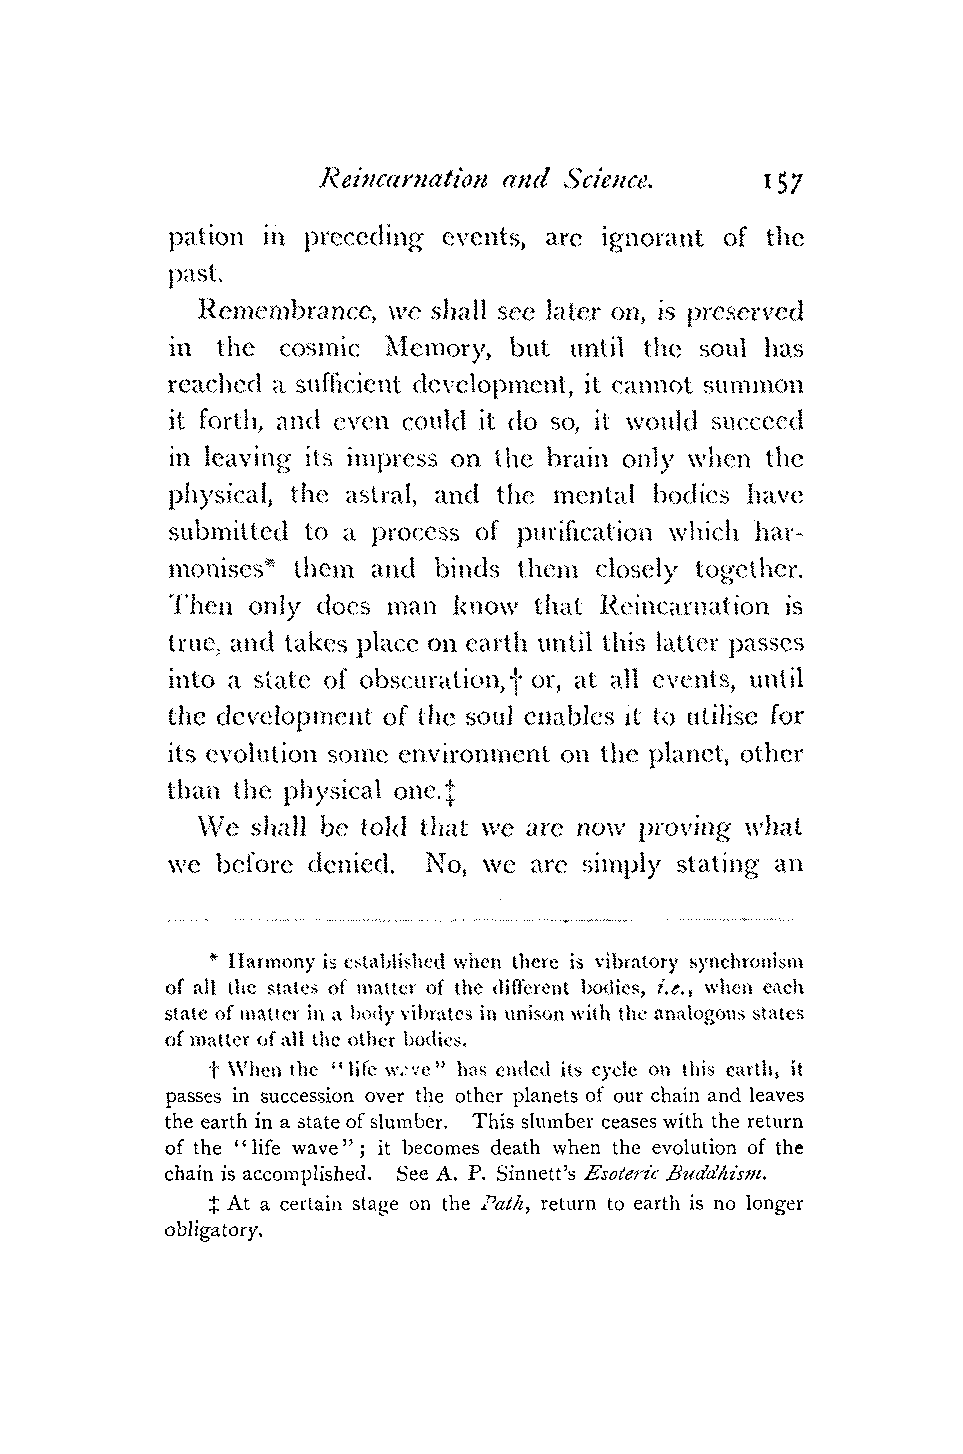 Reincarnation and Science. 157
pation in preceding events, are ignorant of the
past.
Remembrance, we shall see later on, is preserved
in the cosmic Memory, but until the soul has
reached a sufficient development, it cannot summon
it forth, and even could it do so, it would succeed
in leaving its impress on the brain only when the
physical, the astral, and the mental bodies have
submitted to a process of purification which har-
monises* them and binds them closely together.
Then only does man know that Reincarnation is
true, and takes place on earth until this latter passes
into a state of obscuration,† or, at all events, until
the development of the soul enables it to utilise for
its evolution some environment on the planet, other
than the physical one.‡
We shall be told that we are now proving what
we before denied. No, we are simply stating an
* Harmony is established when there is vibratory synchronism
of all the states of matter of the different bodies, i.e., when each
state of matter in a body vibrates in unison with the analogous states
of matter of all the other bodies.
† When the "life wave" has ended its cycle on this earth, it
passes in succession over the other planets of our chain and leaves
the earth in a state of slumber. This slumber ceases with the return
of the "life wave"; it becomes death when the evolution of the
chain is accomplished. See A. P. Sinnett's Esoteric Buddhism.
‡ At a certain stage on the Path, return to earth is no longer
obligatory.